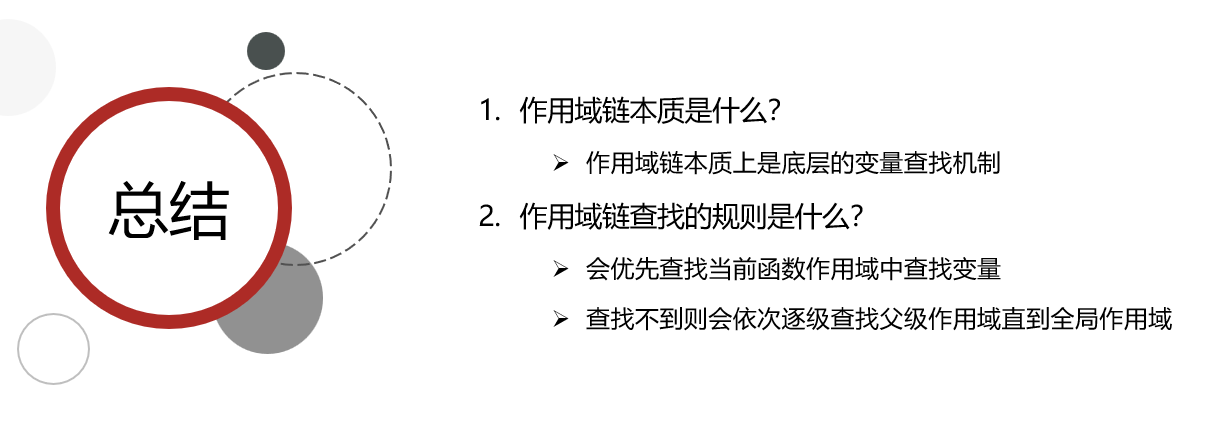 总结
1. 作用域链本质是什么？
➢ 作用域链本质上是底层的变量查找机制
2. 作用域链查找的规则是什么？
➢ 会优先查找当前函数作用域中查找变量
➢ 查找不到则会依次逐级查找父级作用域直到全局作用域